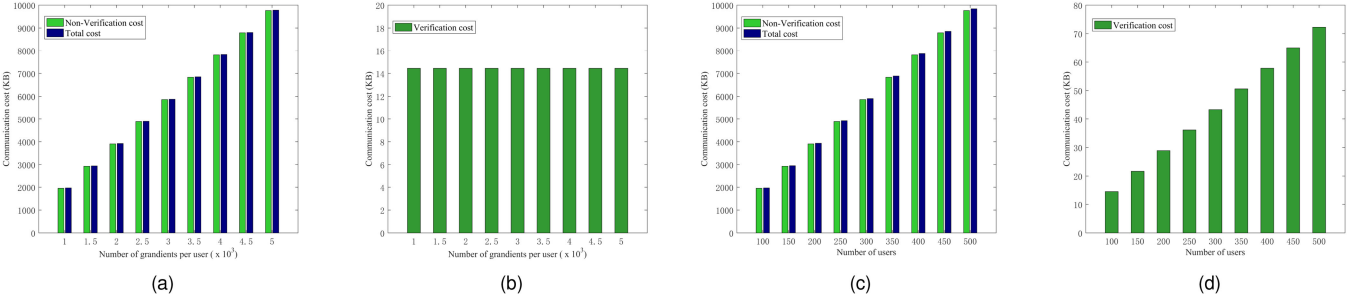 10000
9000
8000
7000
6000
5000
4000
3000
2000
1000
0
Communication cost (KB)
Non-Verification cost
Total cost
1 1.5 2 2.5 3 3.5 4 4.5 5
Number of grandients per user ( x 10³)
(a)
20
18
16
14
12
10
8
6
4
2
0
Communication cost (KB)
Verification cost
1 1.5 2 2.5 3 3.5 4 4.5 5
Number of grandients per user ( x 10³)
(b)
10000
9000
8000
7000
6000
5000
4000
3000
2000
1000
0
Communication cost (KB)
Non-Verification cost
Total cost
100 150 200 250 300 350 400 450 500
Number of users
(c)
80
70
60
50
40
30
20
10
0
Communication cost (KB)
Verification cost
100 150 200 250 300 350 400 450 500
Number of users
(d)